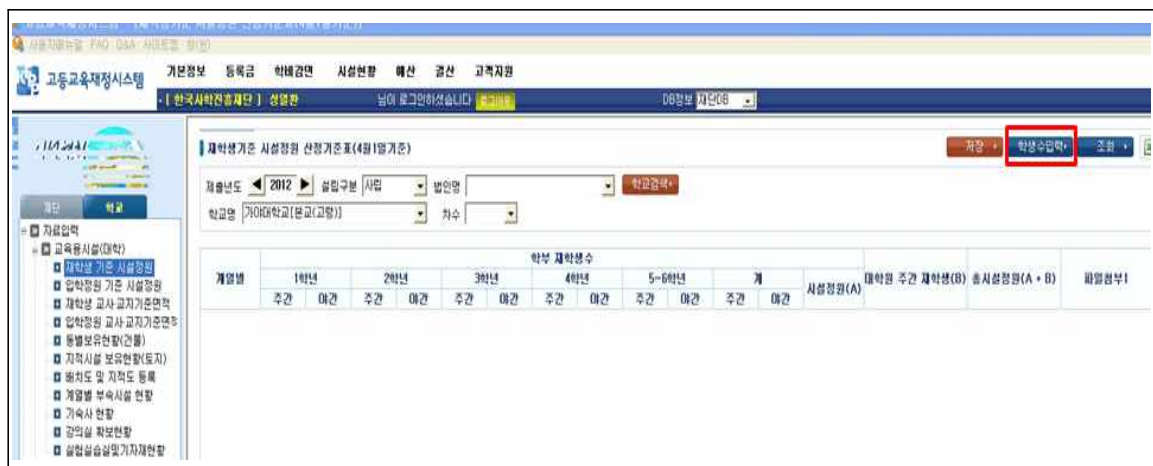 사용자매뉴얼 FAQ Q&A 사이트맵 창(W)
고등교육재정시스템
기본정보 등록금 학비감면 시설현황 예산 결산 고객지원
[ 한국사학진흥재단 ] 님이 로그인하셨습니다 로그아웃 DB정보 재단DB
재학생기준 시설정원 산정기준표(4월1일기준)
저장 학생수입력 조회
제출년도 2012 설립구분 사립 법인명 학교검색
학교명 가야대학교[본교(고령)] 차수
재단 학교
자료입력
교육용시설(대학)
재학생 기준 시설정원
입학정원 기준 시설정원
재학생 교사·교지기준면적
입학정원 교사·교지기준면적
동별보유현황(건물)
지적시설 보유현황(토지)
배치도 및 지적도 등록
계열별 부속시설 현황
기숙사 현황
강의실 확보현황
실험실습실및기자재현황
학부 재학생수
계열별 1학년 2학년 3학년 4학년 5~6학년 계 시설정원(A) 대학원 주간 재학생(B) 총시설정원(A + B) 파일첨부1
주간 야간 주간 야간 주간 야간 주간 야간 주간 야간 주간 야간